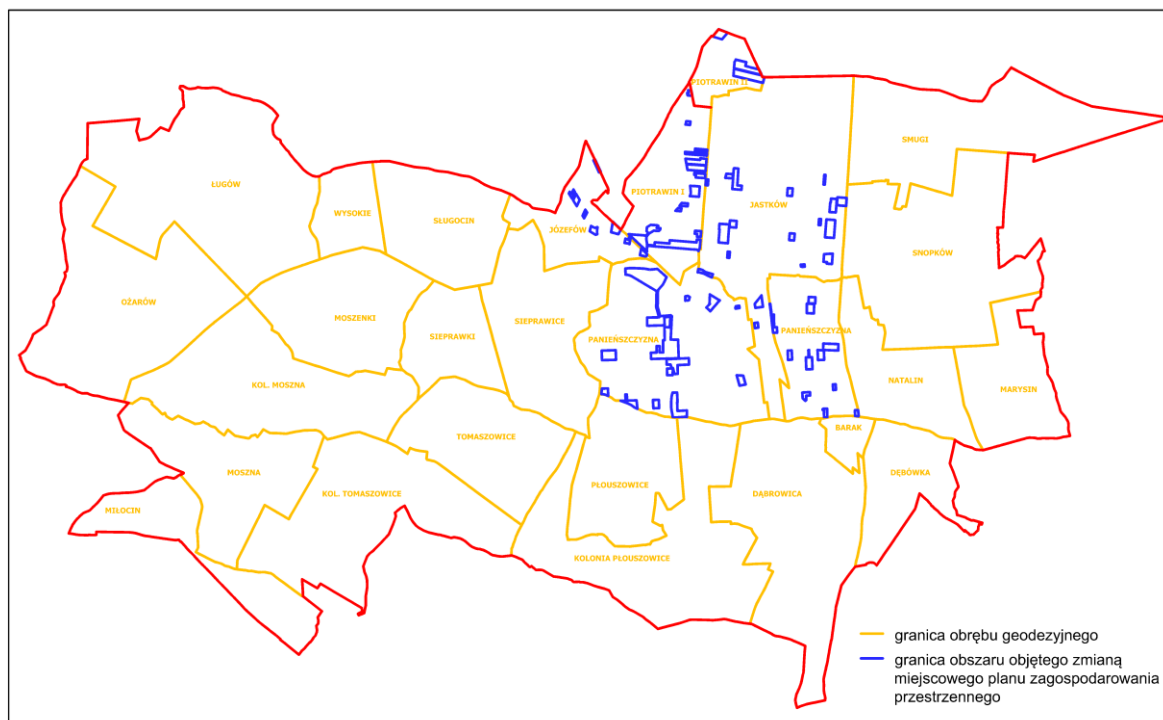 PIOTRAWIN II
SMUGI
ŁUGÓW
PIOTRAWIN I
JASTKÓW
WYSOKIE
SŁUGOCIN
JÓZEFÓW
SNOPKÓW
OŻARÓW
MOSZENKI
SIEPRAWICE
SIEPRAWKI
PANIEŃSZCZYZNA
PANIEŃSZCZYZNA
KOL. MOSZNA
NATALIN
MARYSIN
TOMASZOWICE
BARAK
MOSZNA
DĘBÓWKA
KOL. TOMASZOWICE
PŁOUSZOWICE
DĄBROWICA
MIŁOCIN
KOLONIA PŁOUSZOWICE
granica obrębu geodezyjnego
granica obszaru objętego zmianą
miejscowego planu zagospodarowania
przestrzennego